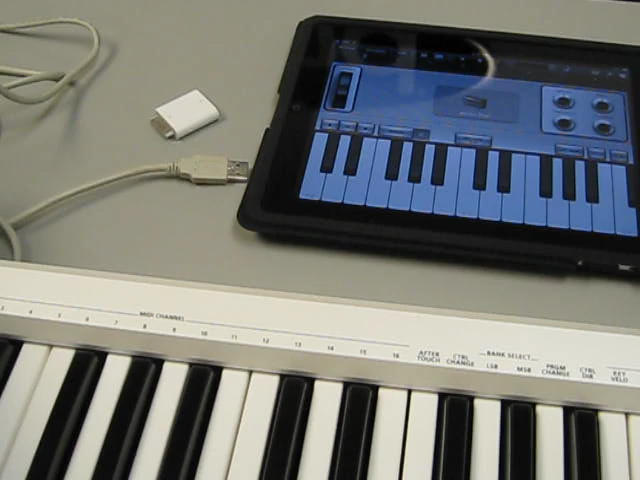 MIDI CHANNEL
3 4 5 6 7 8 9 10 11 12 13 14 15 16
AFTER TOUCH
CTRL CHANGE
BANK SELECT
LSB MSB
PRGM CHANGE
CTRL DIR
KEY VELO